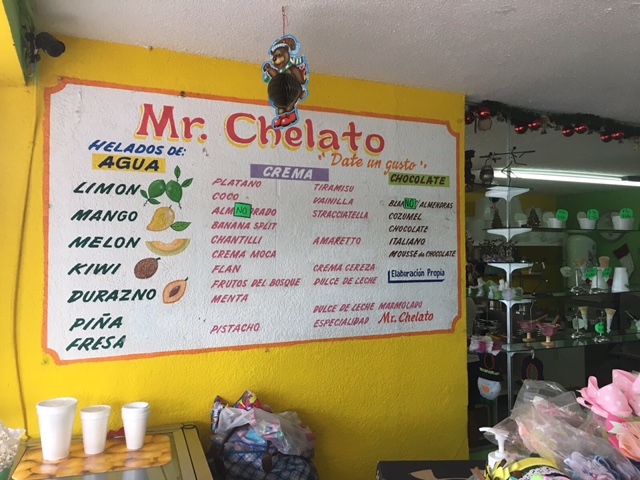 Mr. Chelato
"Date un gusto"
HELADOS DE:
AGUA
LIMON
MANGO
MELON
KIWI
DURAZNO
PIÑA
FRESA
CREMA
PLATANO
COCO
NO
BANANA SPLIT
CHANTILLI
CREMA MOCA
FLAN
FRUTOS DEL BOSQUE
MENTA
PISTACHO
TIRAMISU
VAINILLA
STRACCIATELLA
AMARETTO
CREMA CEREZA
DULCE DE LECHE
DULCE DE LECHE MARMOLADO
ESPECIALIDAD Mr. Chelato
CHOCOLATE
NO ALMENDRAS
COZUMEL
CHOCOLATE
ITALIANO
MOUSSE de CHOCOLATE
Elaboración Propia